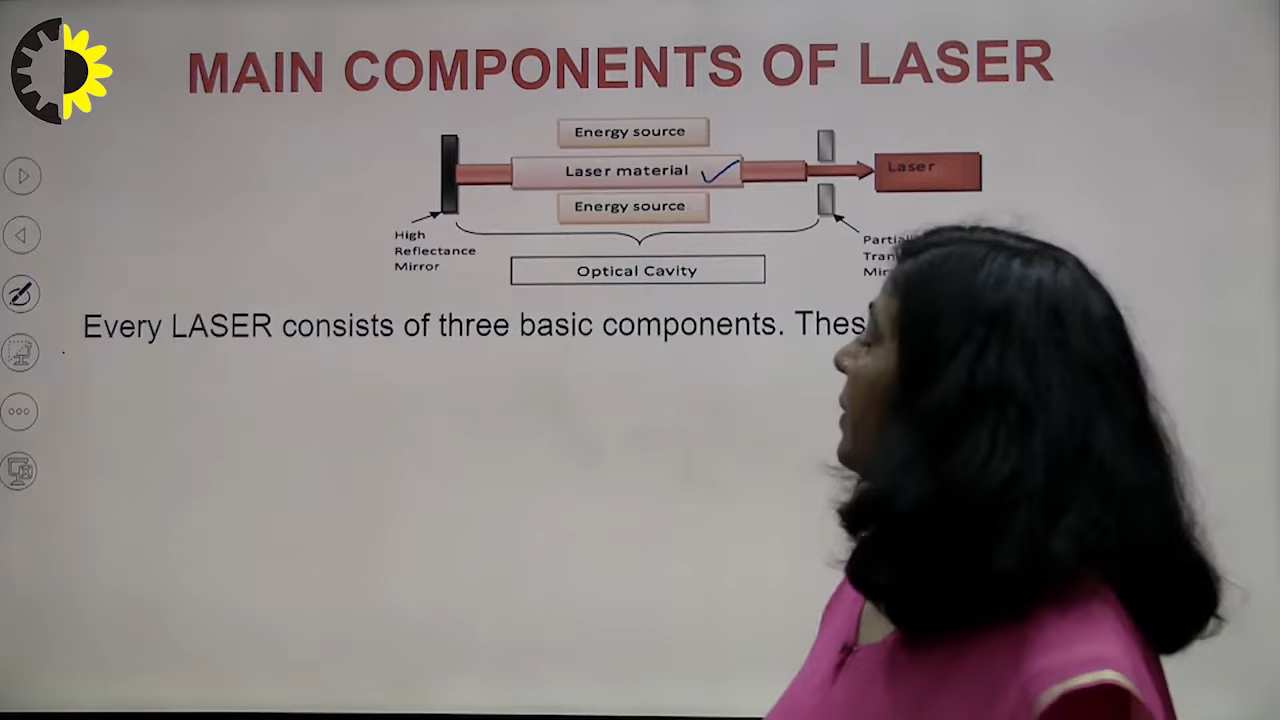 MAIN COMPONENTS OF LASER
Energy source
Laser material
Laser
Energy source
High
Reflectance
Mirror
Optical Cavity
Every LASER consists of three basic components.